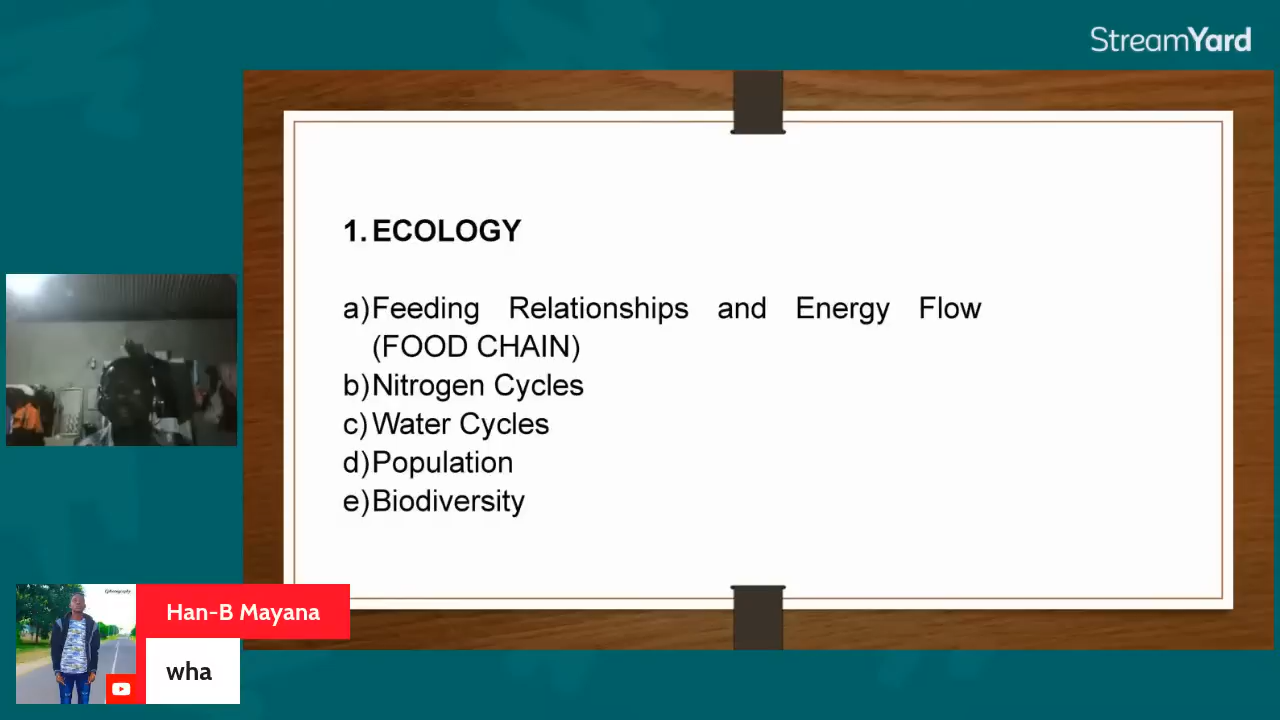 StreamYard
1. ECOLOGY
a) Feeding Relationships and Energy Flow
(FOOD CHAIN)
b) Nitrogen Cycles
c) Water Cycles
d) Population
e) Biodiversity
Han-B Mayana
wha